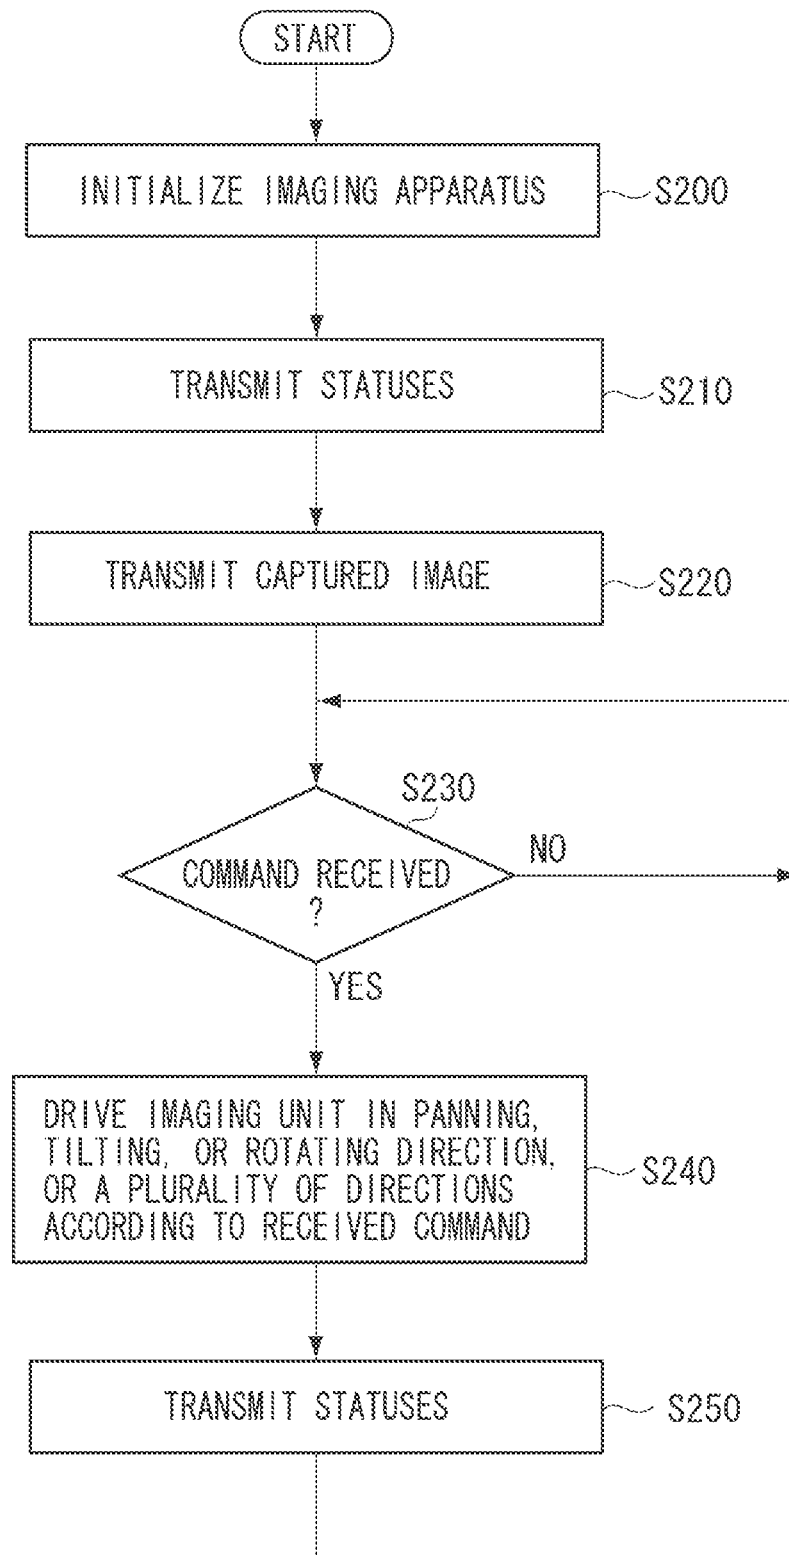 START
INITIALIZE IMAGING APPARATUS
S200
TRANSMIT STATUSES
S210
TRANSMIT CAPTURED IMAGE
S220
S230
COMMAND RECEIVED
?
NO
YES
DRIVE IMAGING UNIT IN PANNING,
TILTING, OR ROTATING DIRECTION,
OR A PLURALITY OF DIRECTIONS
ACCORDING TO RECEIVED COMMAND
S240
TRANSMIT STATUSES
S250